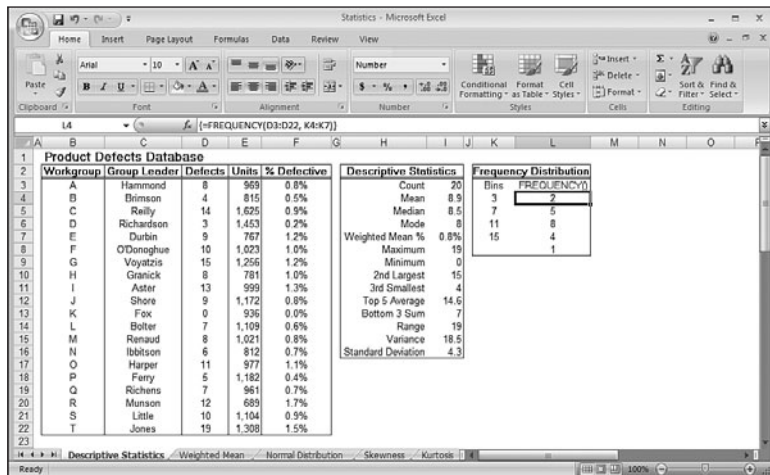 Statistics - Microsoft Excel
Home Insert Page Layout Formulas Data Review View
Paste
Arial 10
Number
Conditional Formatting
Format as Table
Cell Styles
Insert
Delete
Format
Sort & Filter
Find & Select
Clipboard Font Alignment Number Styles Cells Editing
L4 fx {=FREQUENCY(D3:D22, K4:K7)}
A B C D E F G H I J K L M N O
1 Product Defects Database
2 Workgroup Group Leader Defects Units % Defective Descriptive Statistics Frequency Distribution
3 A Hammond 8 969 0.8% Count 20 Bins FREQUENCY()
4 B Brimson 4 815 0.5% Mean 8.9 3 2
5 C Reilly 14 1,625 0.9% Median 8.5 7 5
6 D Richardson 3 1,453 0.2% Mode 8 11 8
7 E Durbin 9 767 1.2% Weighted Mean % 0.8% 15 4
8 F O'Donoghue 10 1,023 1.0% Maximum 19 1
9 G Voyatzis 15 1,256 1.2% Minimum 0
10 H Granick 8 781 1.0% 2nd Largest 15
11 I Aster 13 999 1.3% 3rd Smallest 4
12 J Shore 9 1,172 0.8% Top 5 Average 14.6
13 K Fox 0 936 0.0% Bottom 3 Sum 7
14 L Bolter 7 1,109 0.6% Range 19
15 M Renaud 8 1,021 0.8% Variance 18.5
16 N Ibbitson 6 812 0.7% Standard Deviation 4.3
17 O Harper 11 977 1.1%
18 P Ferry 5 1,182 0.4%
19 Q Richens 7 961 0.7%
20 R Munson 12 689 1.7%
21 S Little 10 1,104 0.9%
22 T Jones 19 1,308 1.5%
23
Descriptive Statistics Weighted Mean Normal Distribution Skewness Kurtosis
Ready 100%